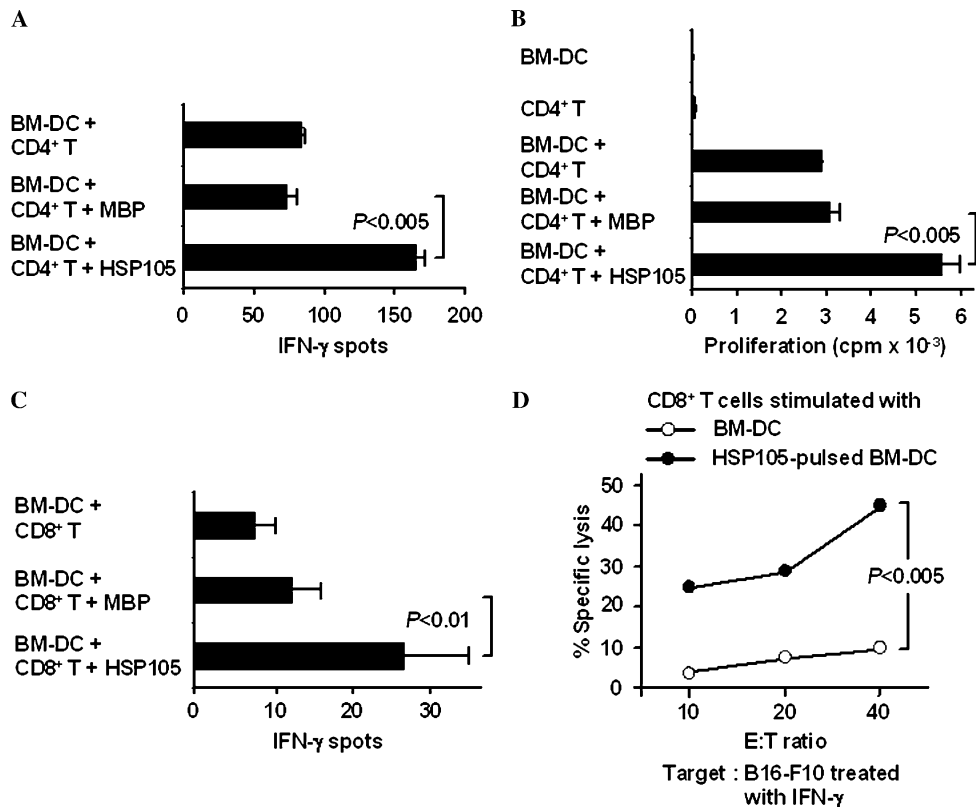 A
BM-DC +
CD4⁺ T
BM-DC +
CD4⁺ T + MBP
BM-DC +
CD4⁺ T + HSP105
P<0.005
0 50 100 150 200
IFN-γ spots
B
BM-DC
CD4⁺ T
BM-DC +
CD4⁺ T
BM-DC +
CD4⁺ T + MBP
BM-DC +
CD4⁺ T + HSP105
P<0.005
0 1 2 3 4 5 6
Proliferation (cpm x 10⁻³)
C
BM-DC +
CD8⁺ T
BM-DC +
CD8⁺ T + MBP
BM-DC +
CD8⁺ T + HSP105
P<0.01
0 10 20 30
IFN-γ spots
D
CD8⁺ T cells stimulated with
BM-DC
HSP105-pulsed BM-DC
% Specific lysis
50
40
30
20
10
0
P<0.005
10 20 40
E:T ratio
Target : B16-F10 treated
with IFN-γ